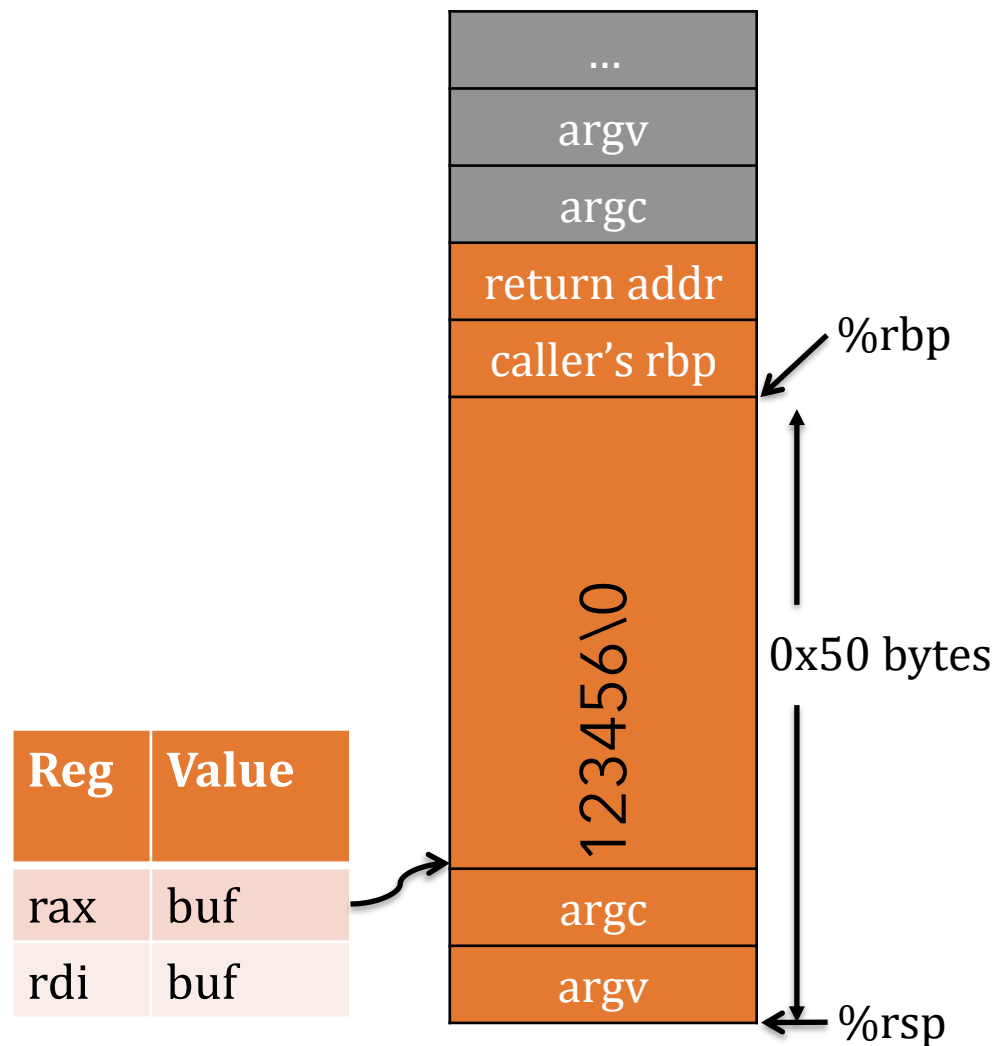 ...
argv
argc
return addr
caller’s rbp
%rbp
123456\0
0x50 bytes
Reg Value
rax buf
rdi buf
argc
argv
%rsp